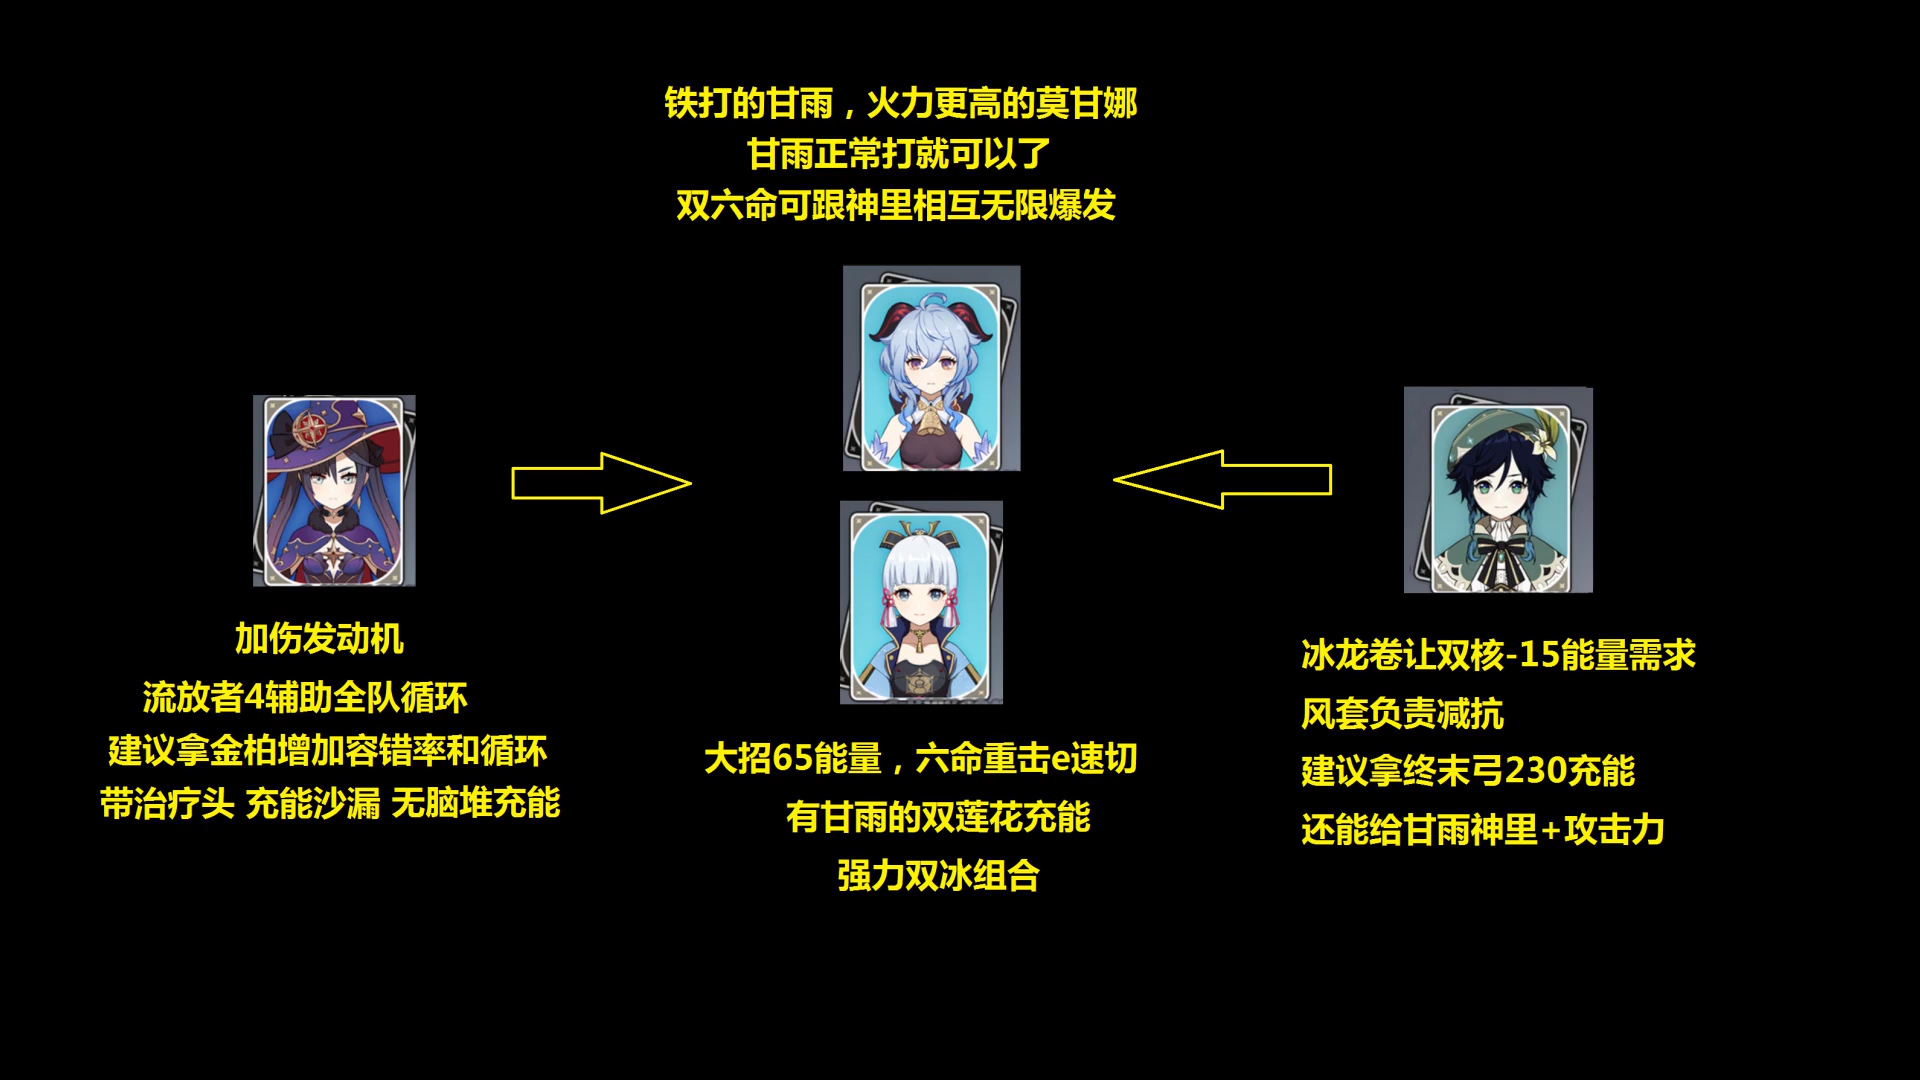 铁打的甘雨，火力更高的莫甘娜
甘雨正常打就可以了
双六命可跟神里相互无限爆发
加伤发动机
流放者4辅助全队循环
建议拿金柏增加容错率和循环
带治疗头 充能沙漏 无脑堆充能
大招65能量，六命重击e速切
有甘雨的双莲花充能
强力双冰组合
冰龙卷让双核-15能量需求
风套负责减抗
建议拿终末弓230充能
还能给甘雨神里+攻击力